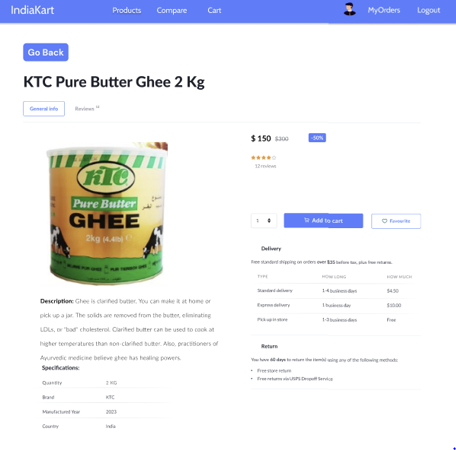 IndiaKart
Products Compare Cart
MyOrders Logout
Go Back
KTC Pure Butter Ghee 2 Kg
General info Reviews
$ 150 $300 -50%
12 reviews
KTC
Pure Butter
GHEE
2kg (4.4lb)
1 Add to cart Favourite
Delivery
Free standard shipping on orders over $35 before tax, plus free returns.
TYPE HOW LONG HOW MUCH
Standard delivery 1-4 business days $4.50
Express delivery 1 business day $10.00
Pick up in store 1-3 business days Free
Description: Ghee is clarified butter. You can make it at home or
pick up a jar. The solids are removed from the butter, eliminating
LDLs, or "bad" cholesterol. Clarified butter can be used to cook at
higher temperatures than non-clarified butter. Also, practitioners of
Ayurvedic medicine believe ghee has healing powers.
Specifications:
Quantity 2 KG
Brand KTC
Manufactured Year 2023
Country India
Return
You have 60 days to return the item(s) using any of the following methods:
Free store return
Free returns via USPS Dropoff Service